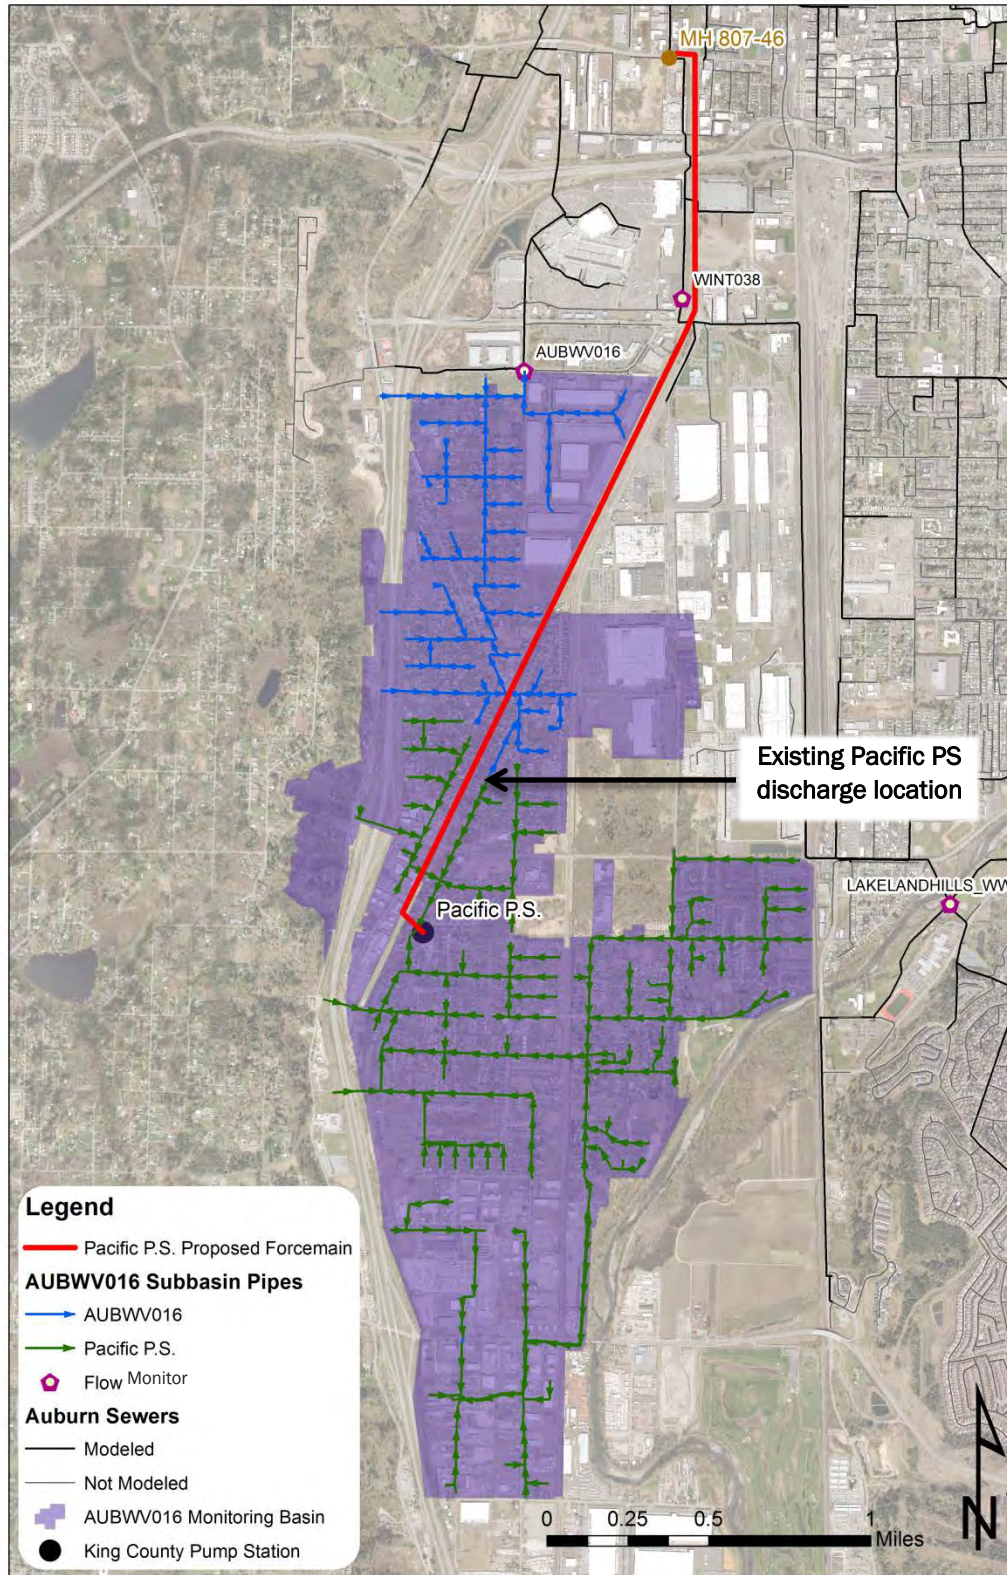 MH 807-46
WINT038
AUBWV016
Existing Pacific PS
discharge location
LAKELANDHILLS_WW
Pacific P.S.
Legend
Pacific P.S. Proposed Forcemain
AUBWV016 Subbasin Pipes
AUBWV016
Pacific P.S.
Flow Monitor
Auburn Sewers
Modeled
Not Modeled
AUBWV016 Monitoring Basin
King County Pump Station
0 0.25 0.5 1
Miles
N